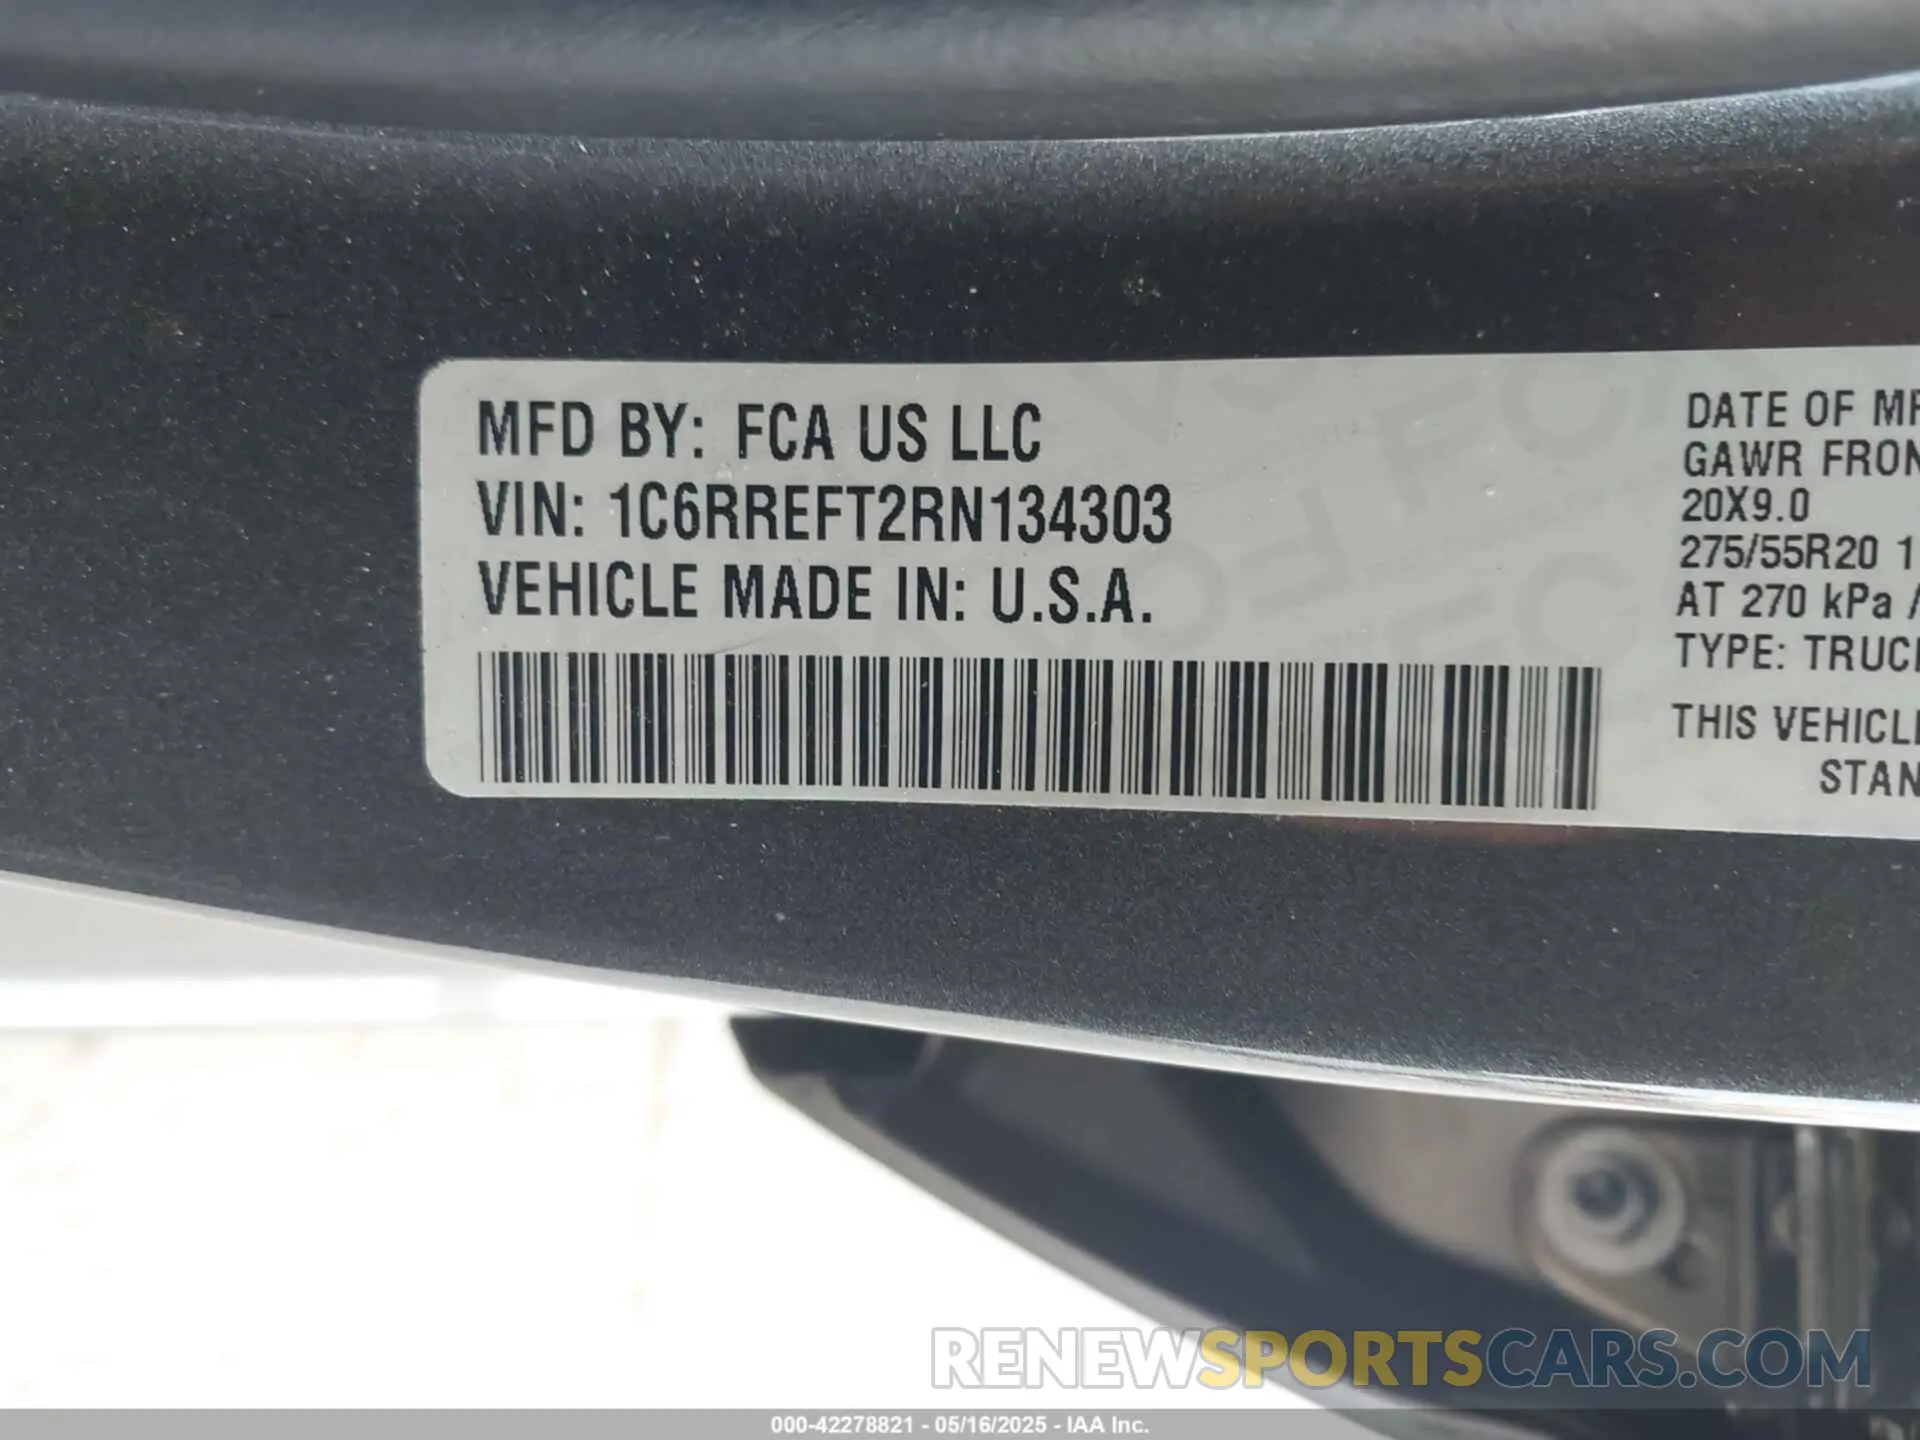 MFD BY: FCA US LLC
VIN: 1C6RREFT2RN134303
VEHICLE MADE IN: U.S.A.
DATE OF
GAWR
20X9.0
275/55R20
AT 270 kPa
TYPE:
THIS
RENEWSPORTSCARS.COM
000-42278821 - 05/16/2025 - IAA Inc.